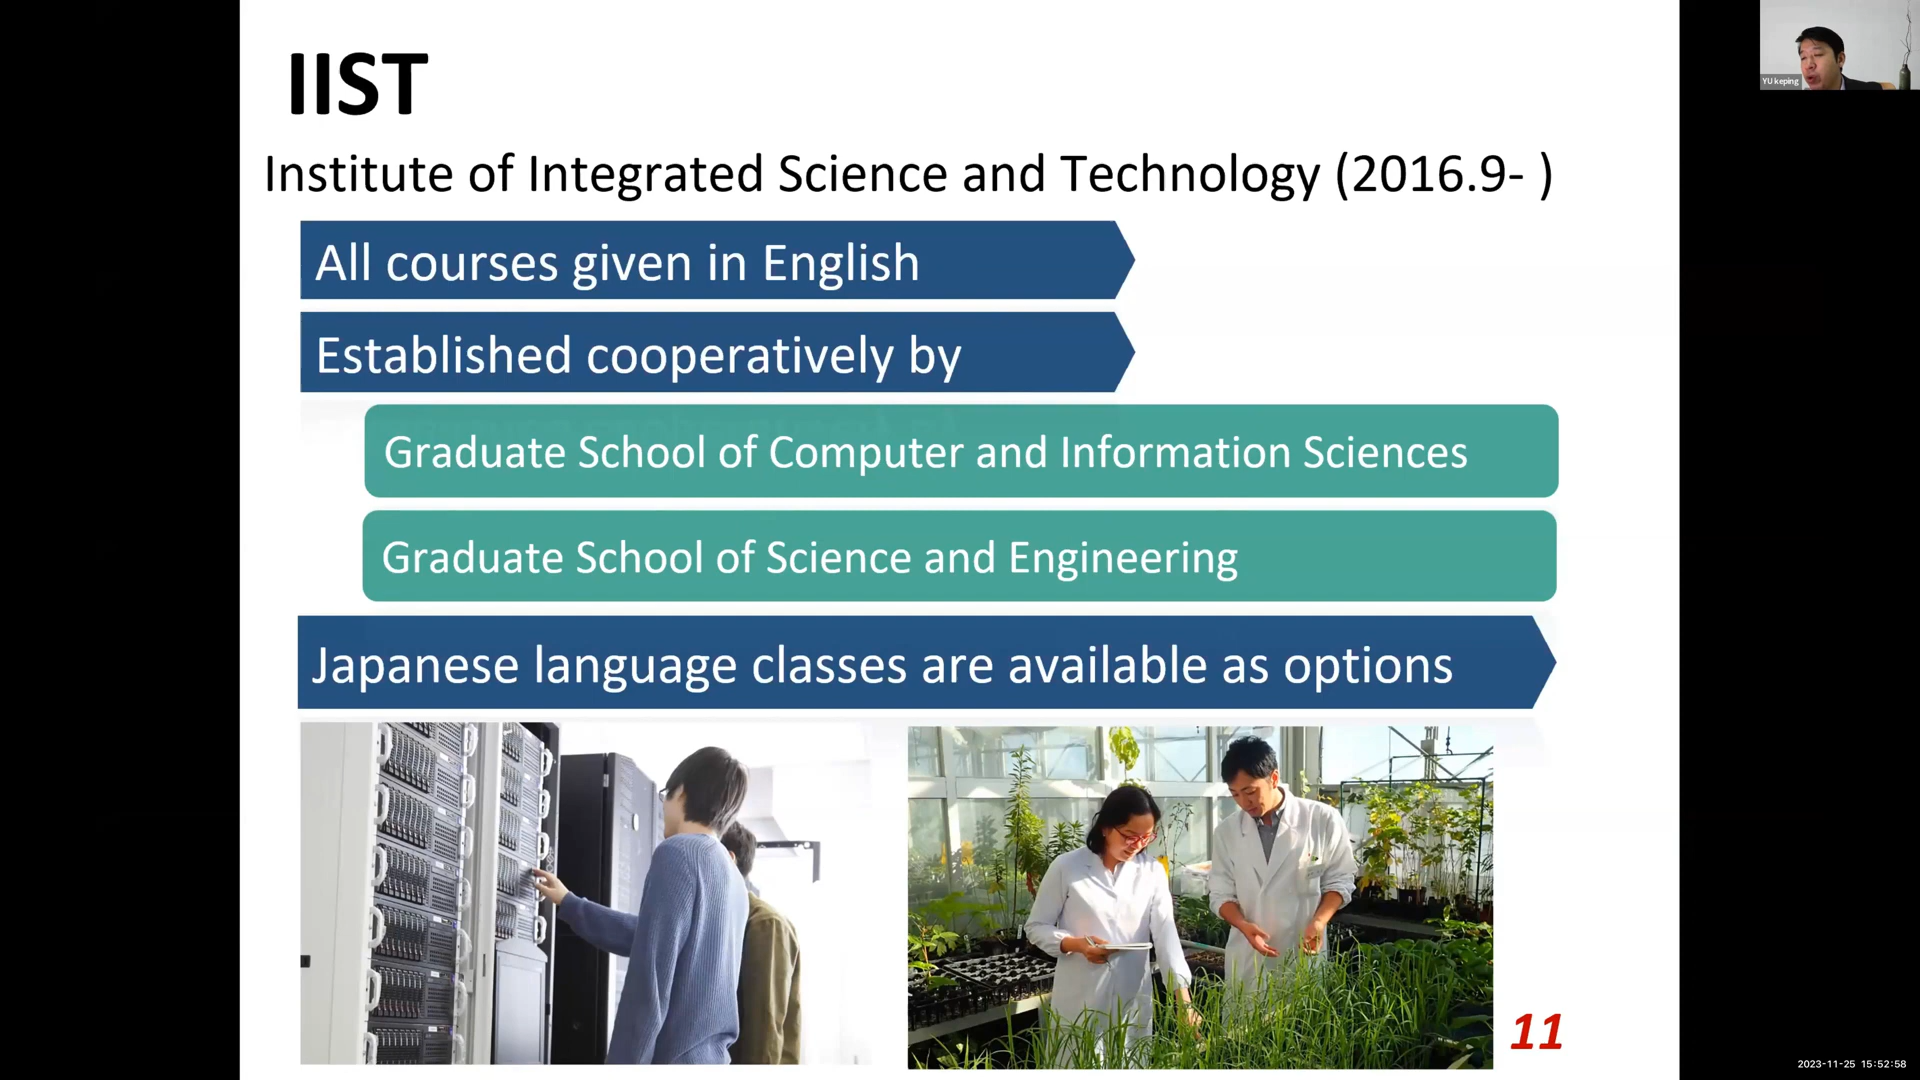 IIST
Institute of Integrated Science and Technology (2016.9- )
All courses given in English
Established cooperatively by
Graduate School of Computer and Information Sciences
Graduate School of Science and Engineering
Japanese language classes are available as options
11
YU keping
2023-11-25 15:52:58